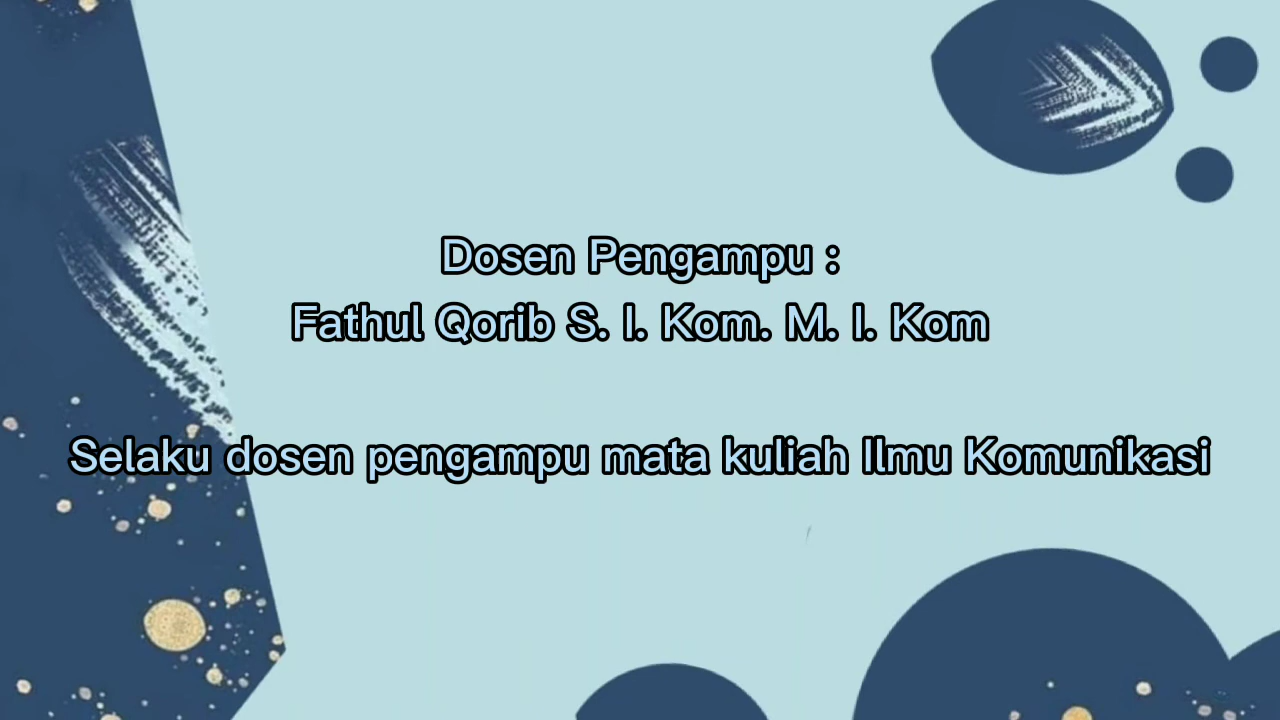 Dosen Pengampu :
Fathul Qorib S. I. Kom. M. I. Kom
Selaku dosen pengampu mata kuliah Ilmu Komunikasi